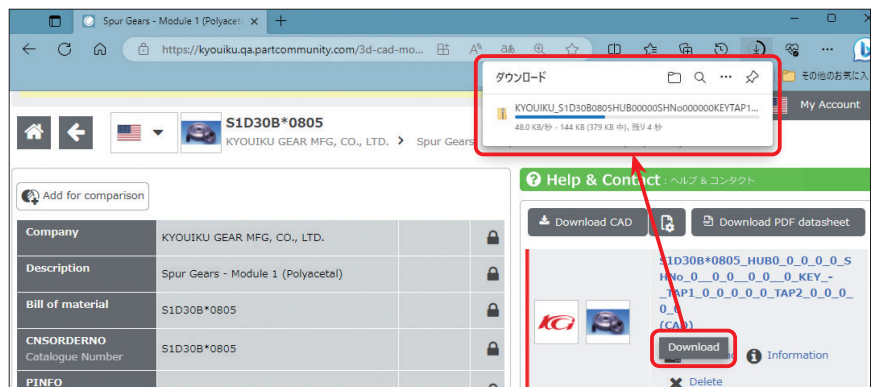 Spur Gears - Module 1 (Polyacet
https://kyouiku.qa.partcommunity.com/3d-cad-mo...
その他のお気に入
ダウンロード
KYOUIKU_S1D30B0805HUB00000SHNo000000KEYTAP1...
48.0 KB/秒 - 144 KB (379 KB 中)、残り 4 秒
My Account
S1D30B*0805
KYOUIKU GEAR MFG, CO., LTD. > Spur Gears
Add for comparison
Help & Contact : ヘルプ & コンタクト
Download CAD
Download PDF datasheet
Company
KYOUIKU GEAR MFG, CO., LTD.
Description
Spur Gears - Module 1 (Polyacetal)
Bill of material
S1D30B*0805
CNSORDERNO
Catalogue Number
S1D30B*0805
PINFO
S1D30B*0805_HUB0_0_0_0_0_S
HNo_0__0_0__0_0__0_KEY_-
_TAP1_0_0_0_0_0_TAP2_0_0_0_
0_0
(CAD)
KGI
Download
Information
Delete